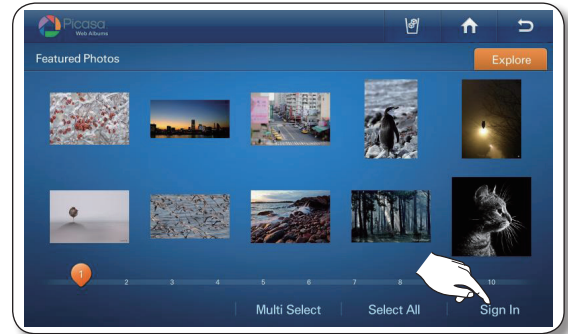 Picasa
Web Albums
Featured Photos
Explore
1 2 3 4 5 6 7 8 10
Multi Select Select All Sign In